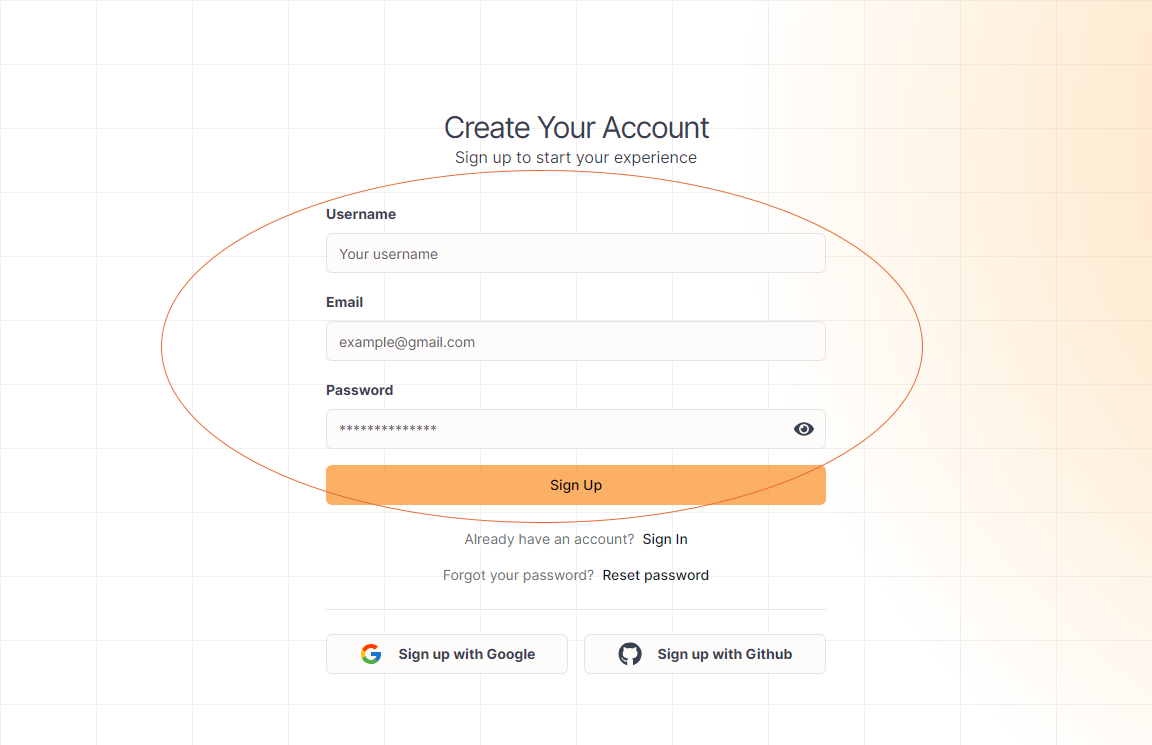 Create Your Account
Sign up to start your experience
Username
Your username
Email
example@gmail.com
Password
**************
Sign Up
Already have an account? Sign In
Forgot your password? Reset password
Sign up with Google
Sign up with Github